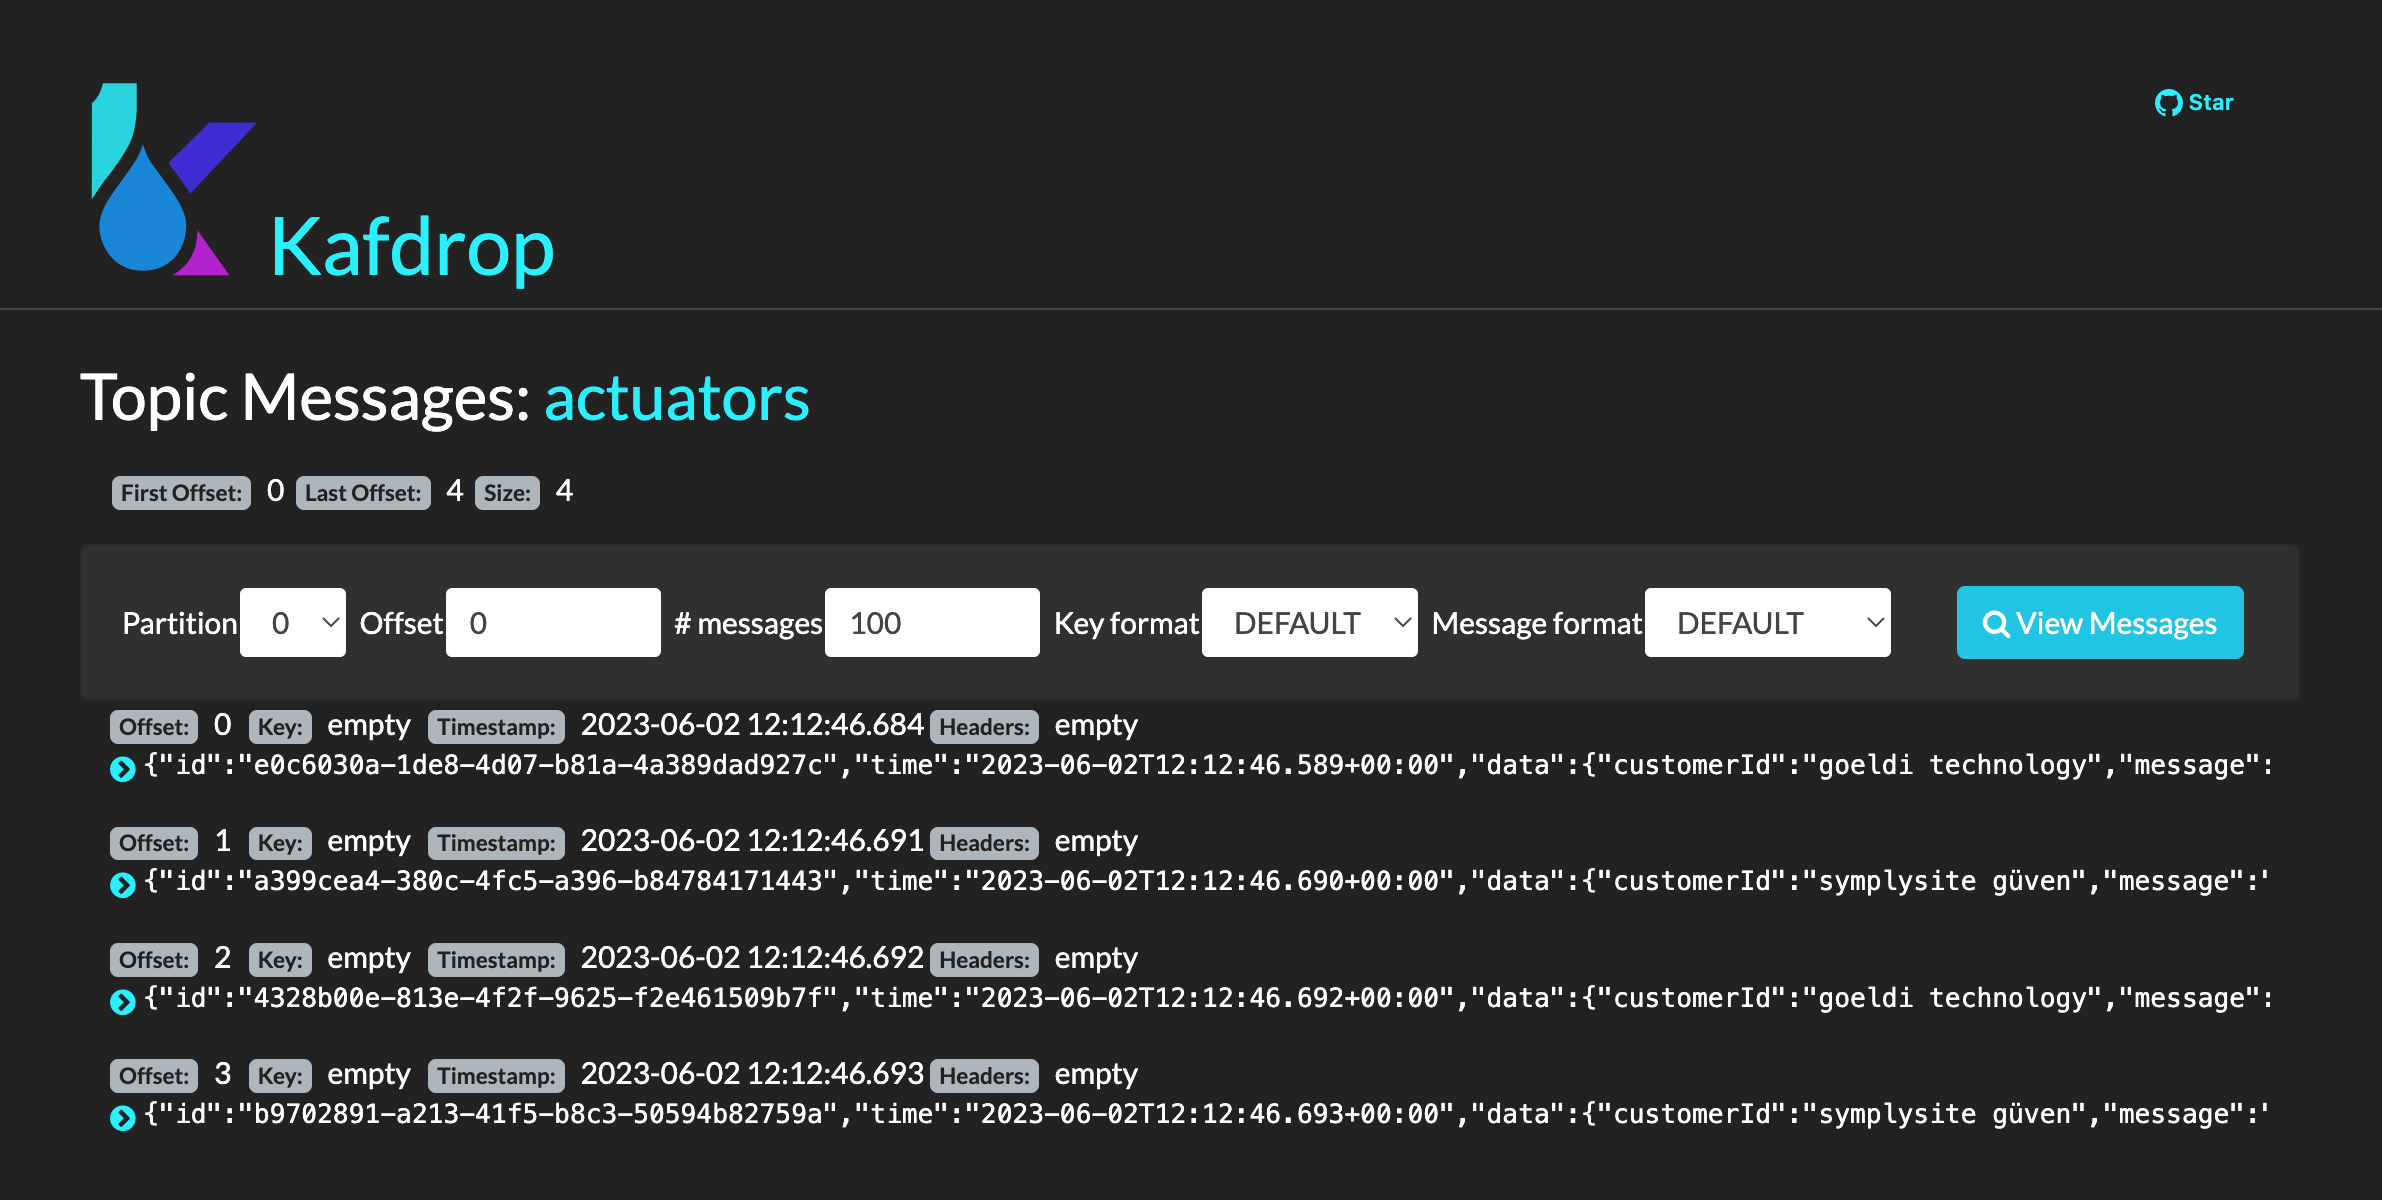 Star
Kafdrop
Topic Messages: actuators
First Offset: 0 Last Offset: 4 Size: 4
Partition 0 Offset 0 # messages 100 Key format DEFAULT Message format DEFAULT View Messages
Offset: 0 Key: empty Timestamp: 2023-06-02 12:12:46.684 Headers: empty
{"id":"e0c6030a-1de8-4d07-b81a-4a389dad927c","time":"2023-06-02T12:12:46.589+00:00","data":{"customerId":"goeldi technology","message":
Offset: 1 Key: empty Timestamp: 2023-06-02 12:12:46.691 Headers: empty
{"id":"a399cea4-380c-4fc5-a396-b84784171443","time":"2023-06-02T12:12:46.690+00:00","data":{"customerId":"symplysite güven","message":'
Offset: 2 Key: empty Timestamp: 2023-06-02 12:12:46.692 Headers: empty
{"id":"4328b00e-813e-4f2f-9625-f2e461509b7f","time":"2023-06-02T12:12:46.692+00:00","data":{"customerId":"goeldi technology","message":
Offset: 3 Key: empty Timestamp: 2023-06-02 12:12:46.693 Headers: empty
{"id":"b9702891-a213-41f5-b8c3-50594b82759a","time":"2023-06-02T12:12:46.693+00:00","data":{"customerId":"symplysite güven","message":'